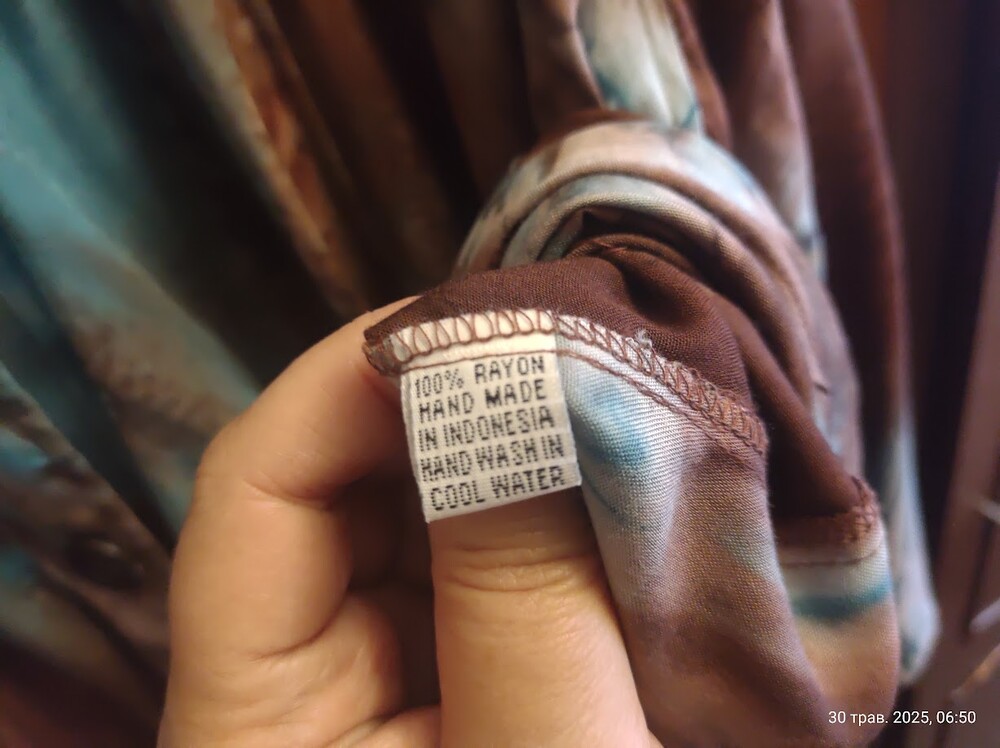 100% RAYON
HAND MADE
IN INDONESIA
HAND WASH IN
COOL WATER
30 трав. 2025, 06:50